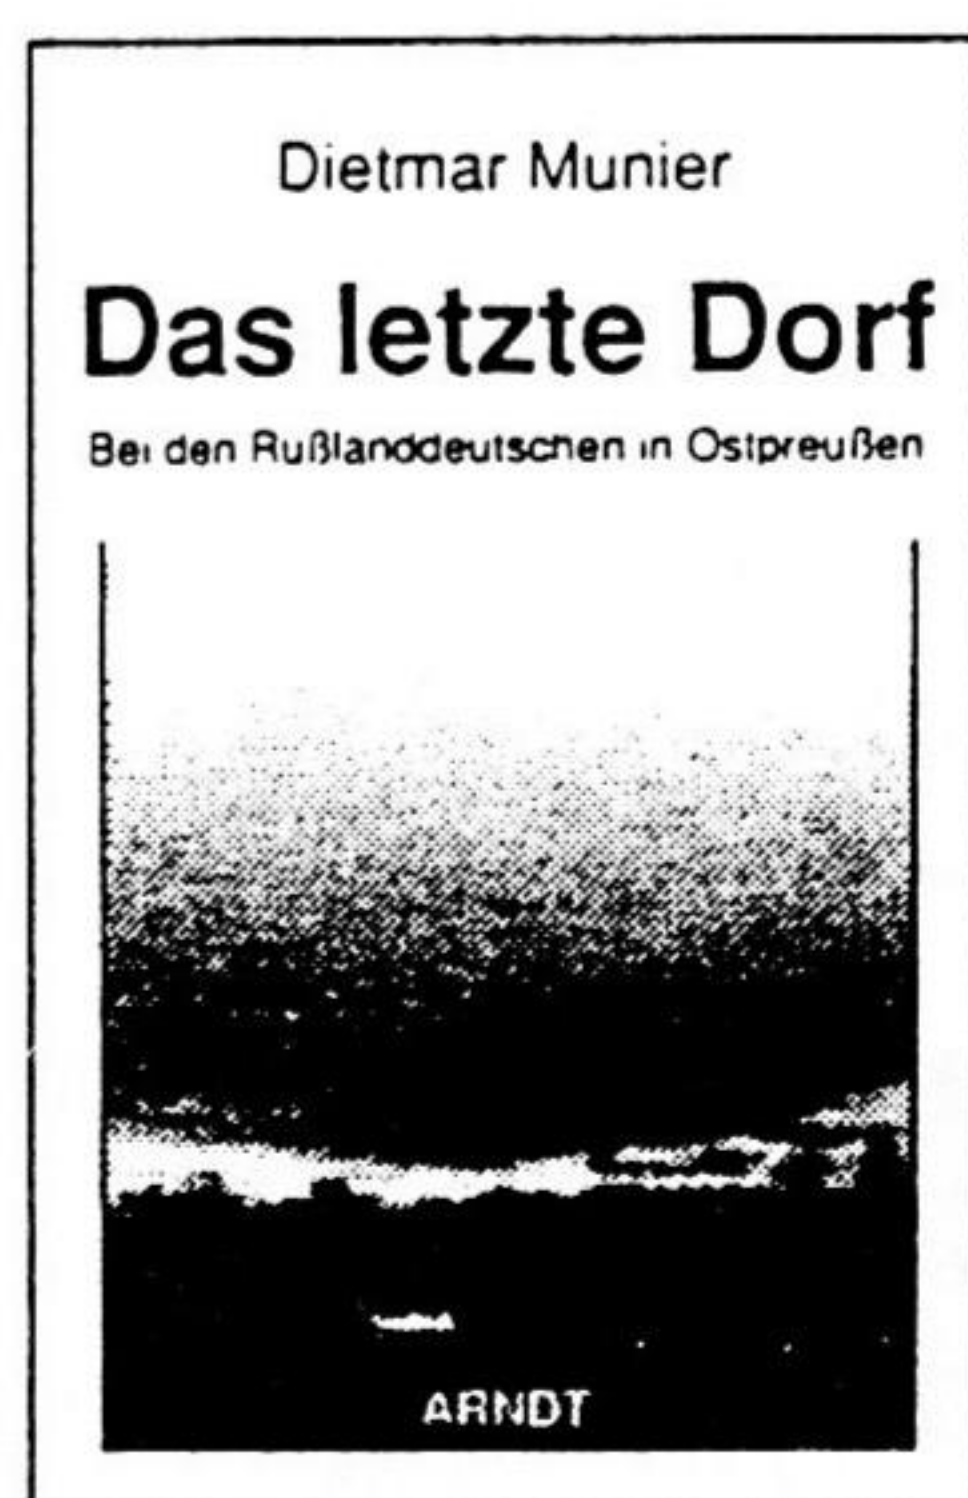 Dietmar Munier
Das letzte Dorf
Bei den Rußlanddeutschen in Ostpreußen
ARNDT